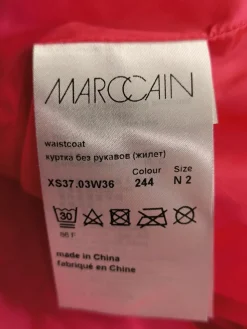 MARCCAIN
waistcoat
куртка без рукавов (жилет)
Colour Size
XS37.03W36 244 N 2
30
86 F
made in China
fabriqué en Chine